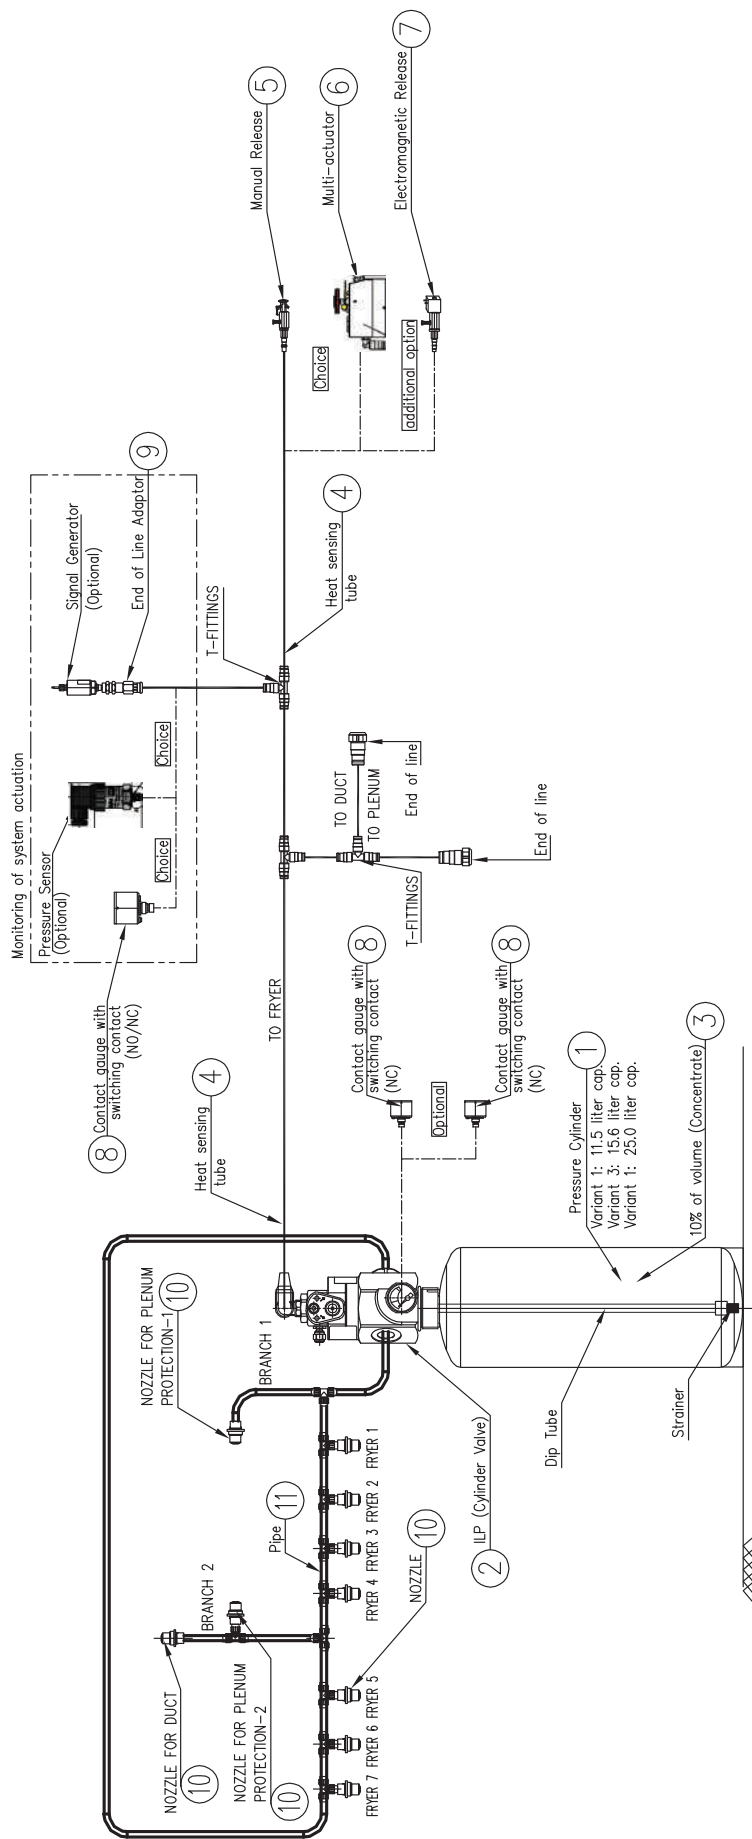 Monitoring of system actuation
Pressure Sensor
(Optional)
Signal Generator
(Optional)
End of Line Adaptor
9
8
Contact gauge with
switching contact
(NO/NC)
Choice
Choice
T-FITTINGS
Heat sensing
tube
4
Manual Release
5
Choice
Multi-actuator
6
additional option
Electromagnetic Release
7
TO FRYER
TO DUCT
TO PLENUM
End of line
End of line
T-FITTINGS
Heat sensing
tube
4
Contact gauge with
switching contact
(NC)
8
Optional
Contact gauge with
switching contact
(NC)
8
NOZZLE FOR PLENUM
PROTECTION-1
10
BRANCH 1
BRANCH 2
Pipe
11
NOZZLE FOR DUCT
10
NOZZLE FOR PLENUM
PROTECTION-2
10
FRYER 7
FRYER 6
FRYER 5
FRYER 4
FRYER 3
FRYER 2
FRYER 1
NOZZLE
10
2
ILP (Cylinder Valve)
Pressure Cylinder
1
Variant 1: 11.5 liter cap.
Variant 3: 15.6 liter cap.
Variant 1: 25.0 liter cap.
10% of volume (Concentrate)
3
Dip Tube
Strainer